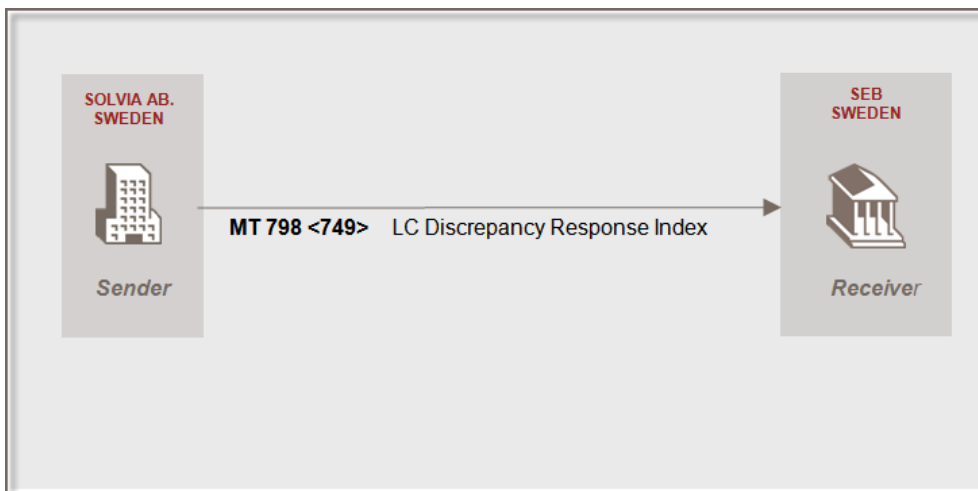 SOLVIA AB.
SWEDEN
Sender
MT 798 <749> LC Discrepancy Response Index
SEB
SWEDEN
Receiver